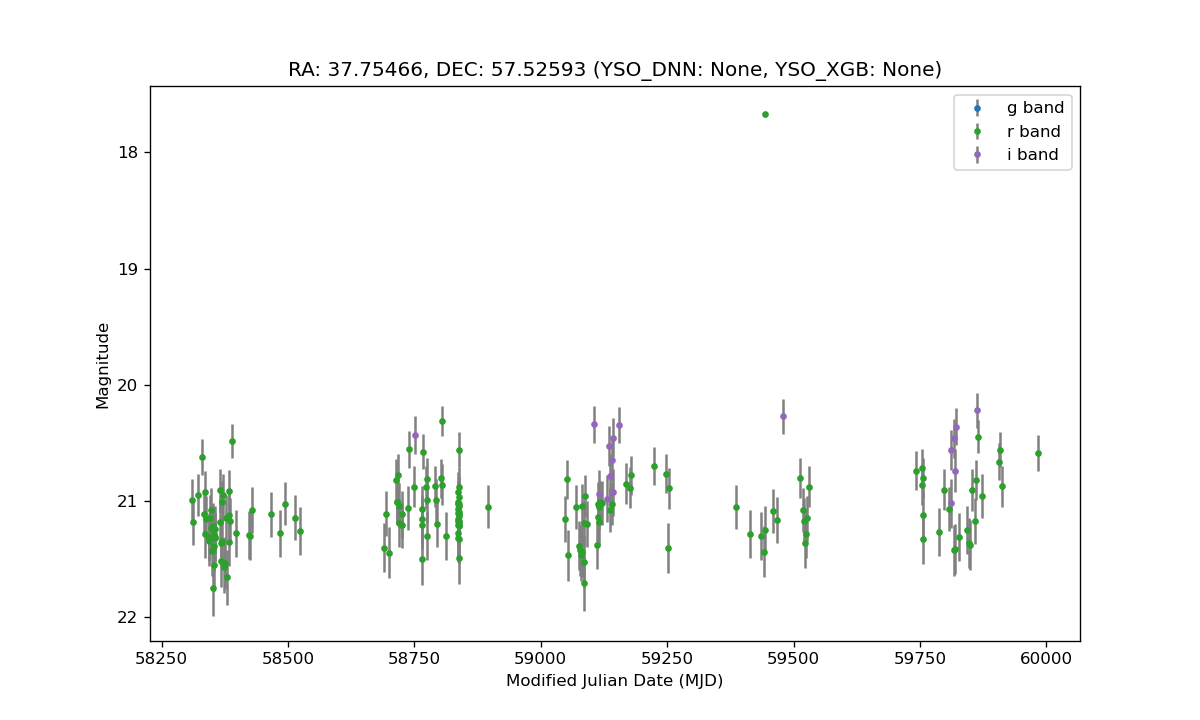 RA: 37.75466, DEC: 57.52593 (YSO_DNN: None, YSO_XGB: None)
g band
r band
i band
18
19
20
21
22
Magnitude
58250 58500 58750 59000 59250 59500 59750 60000
Modified Julian Date (MJD)